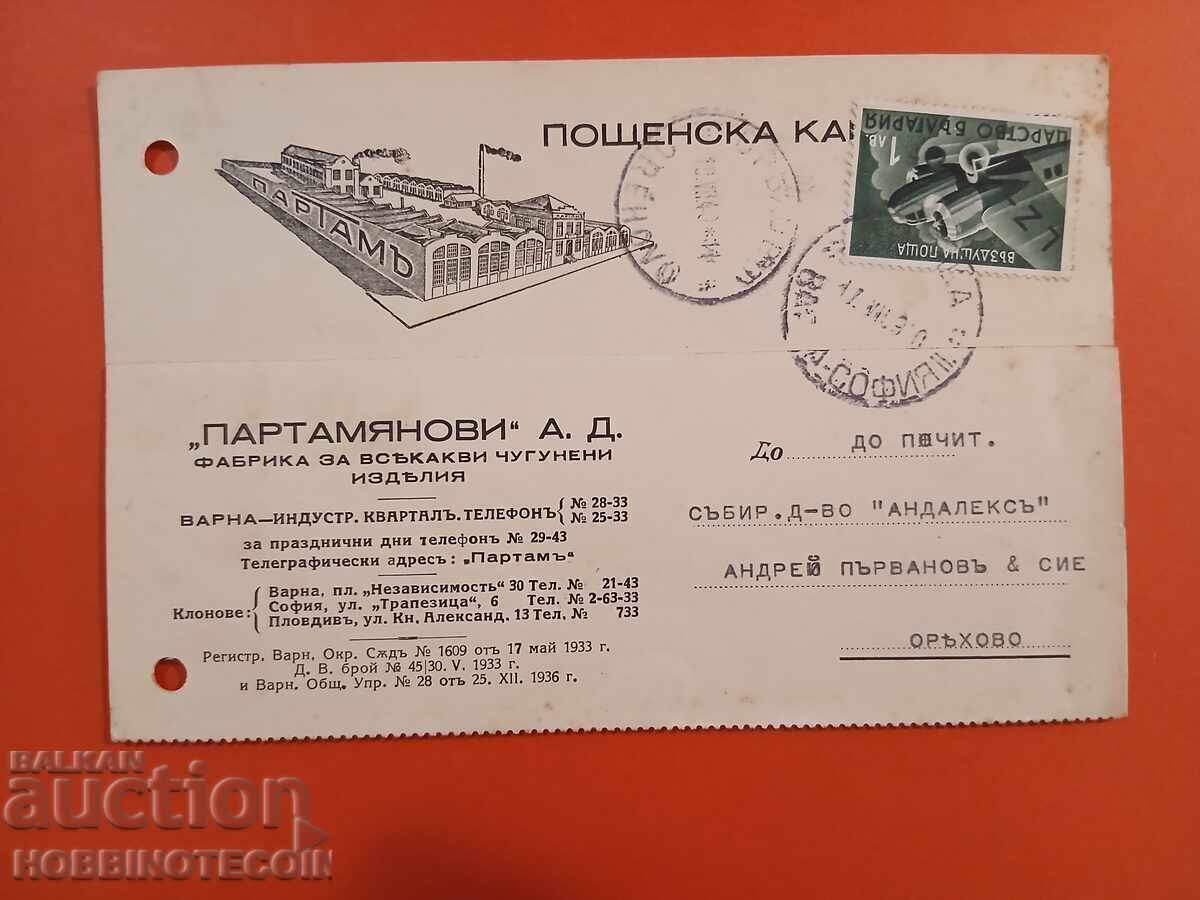 ПОЩЕНСКА КА
ЦАРСТВО БЪЛГАРИЯ
1 ЛВ.
LZ
ВЪЗДУШНА ПОЩА
ПАРТАМЪ
СОФИЯ
„ПАРТАМЯНОВИ“ А. Д.
ФАБРИКА ЗА ВСѢКАКВИ ЧУГУНЕНИ
ИЗДѢЛИЯ
ВАРНА—ИНДУСТР. КВАРТАЛЪ. ТЕЛЕФОНЪ { № 28-33
№ 25-33
за празднични дни телефонъ № 29-43
Телеграфически адресъ: „Партамъ“
Клонове: { Варна, пл. „Независимость“ 30 Тел. № 21-43
София, ул. „Трапезица“, 6 Тел. № 2-63-33
Пловдивъ, ул. Кн. Александ. 13 Тел, № 733
Регистр, Варн, Окр. Сѫдъ № 1609 отъ 17 май 1933 г.
Д. В. брой № 45|30. V. 1933 г.
и Варн. Общ. Упр. № 28 отъ 25. XII. 1936 г.
До ДО ПОЧИТ.
СЪБИР.Д-ВО "АНДАЛЕКСЪ"
АНДРЕЙ ПЪРВАНОВЪ & СИЕ
ОРѢХОВО
BALKAN
auction
HOBBINOTECOIN